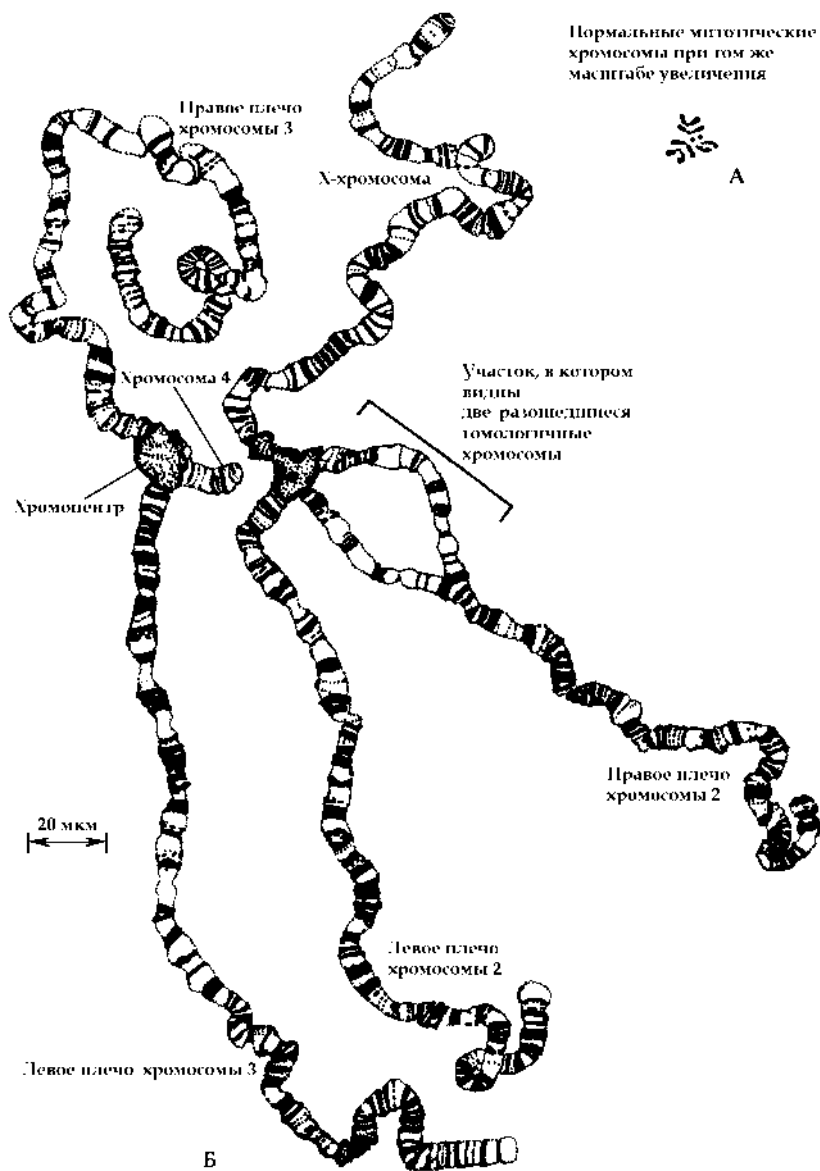 Нормальные митотические
хромосомы при том же
масштабе увеличения
А
Правое плечо
хромосомы 3
Х-хромосома
Хромосома 4
Участок, в котором
видны
две разошедшиеся
гомологичные
хромосомы
Хромоцентр
Правое плечо
хромосомы 2
20 мкм
Левое плечо
хромосомы 2
Левое плечо хромосомы 3
Б